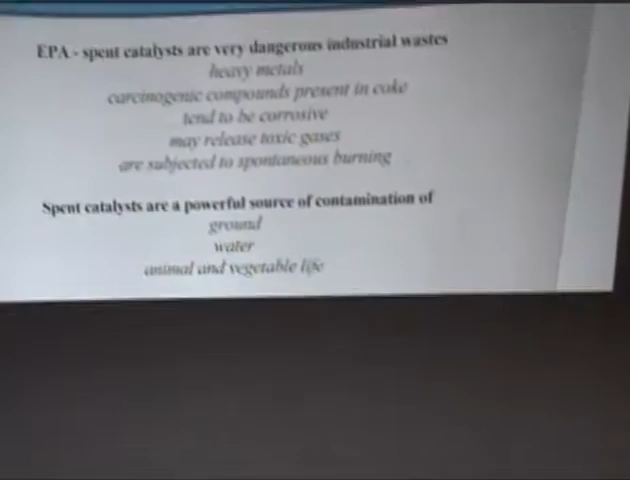 EPA - spent catalysts are very dangerous industrial wastes
heavy metals
carcinogenic compounds present in coke
tend to be corrosive
may release toxic gases
are subjected to spontaneous burning
Spent catalysts are a powerful source of contamination of
ground
water
animal and vegetable life